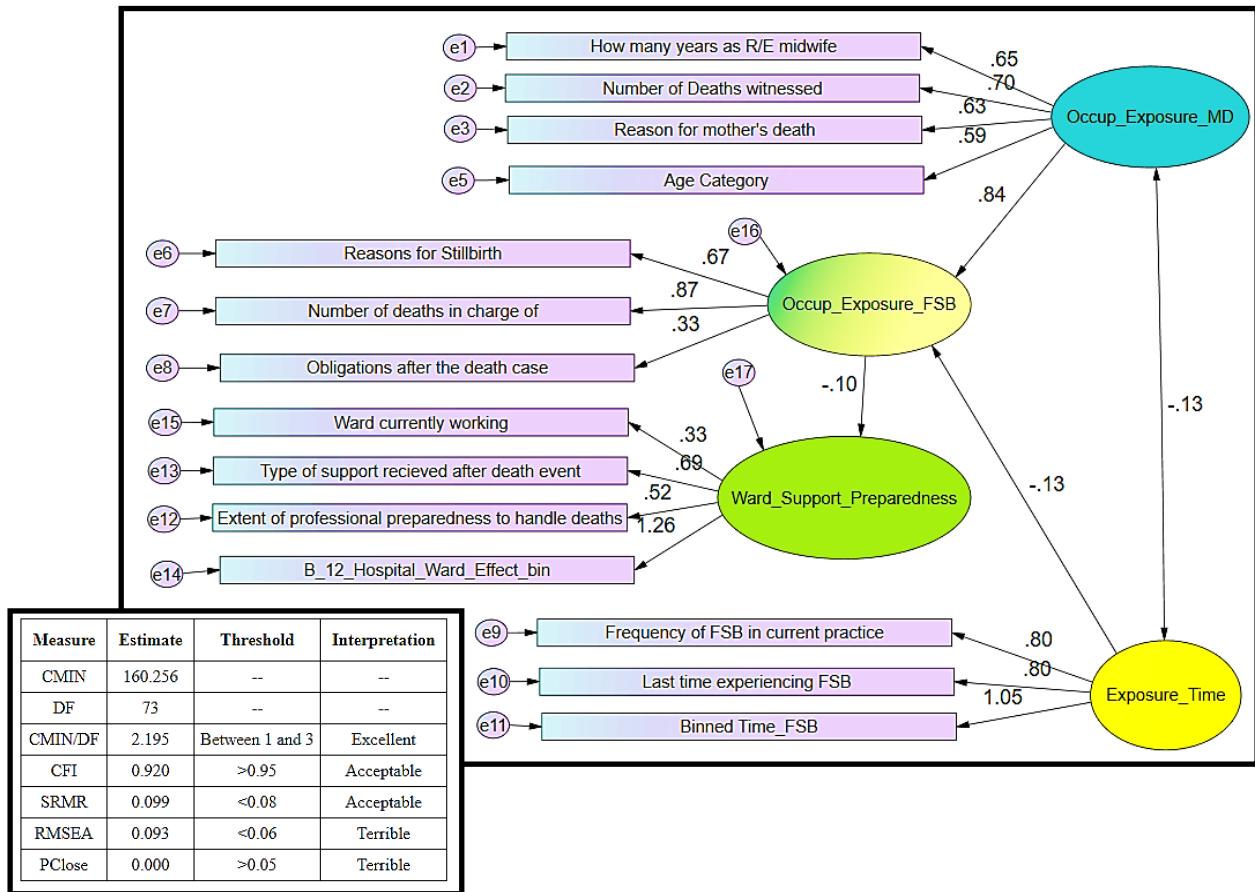 e1
How many years as R/E midwife
.65
e2
Number of Deaths witnessed
.70
e3
Reason for mother's death
.63
e5
Age Category
.59
Occup_Exposure_MD
.84
e6
Reasons for Stillbirth
.67
e16
e7
Number of deaths in charge of
.87
Occup_Exposure_FSB
e8
Obligations after the death case
.33
-.10
-.13
e17
e15
Ward currently working
.33
e13
Type of support recieved after death event
.69
e12
Extent of professional preparedness to handle deaths
.52
e14
B_12_Hospital_Ward_Effect_bin
1.26
Ward_Support_Preparedness
-.13
e9
Frequency of FSB in current practice
.80
e10
Last time experiencing FSB
.80
e11
Binned Time_FSB
1.05
Exposure_Time
Measure Estimate Threshold Interpretation
CMIN 160.256 -- --
DF 73 -- --
CMIN/DF 2.195 Between 1 and 3 Excellent
CFI 0.920 >0.95 Acceptable
SRMR 0.099 <0.08 Acceptable
RMSEA 0.093 <0.06 Terrible
PClose 0.000 >0.05 Terrible